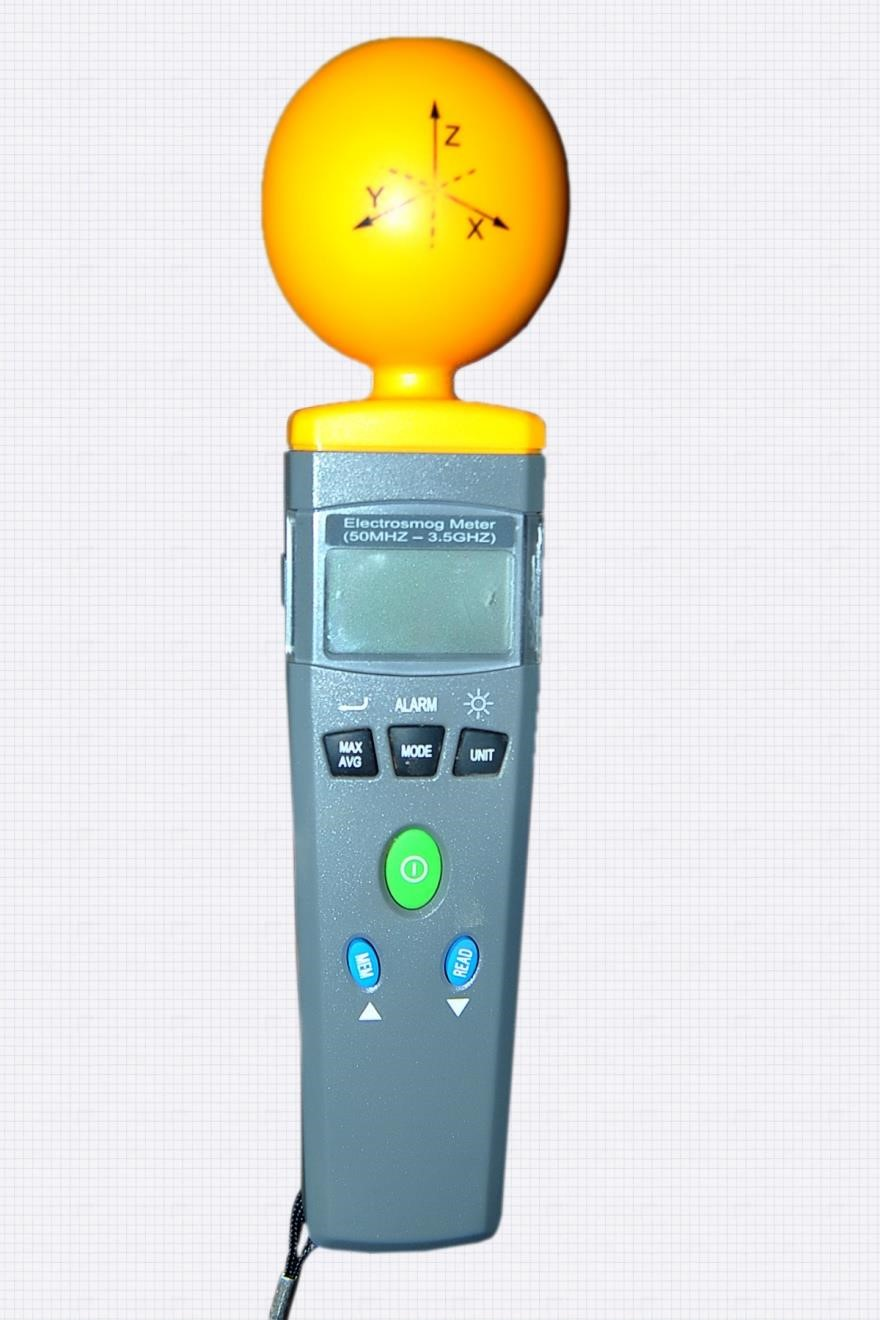 Z
Y
X
Electrosmog Meter
(50MHZ – 3.5GHZ)
ALARM
MAX
AVG
MODE
UNIT
MEM
READ